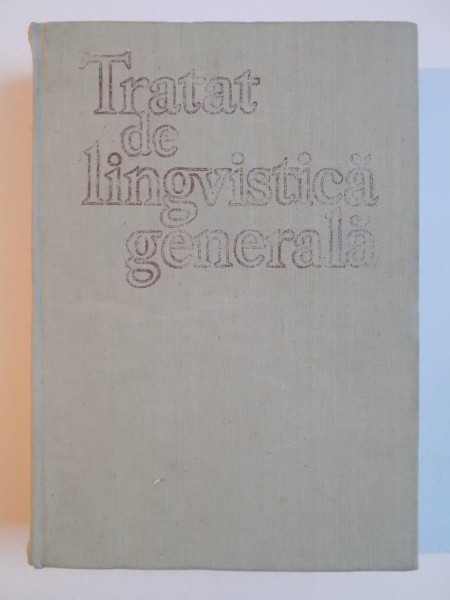 Tratat
de
lingvistică
generală